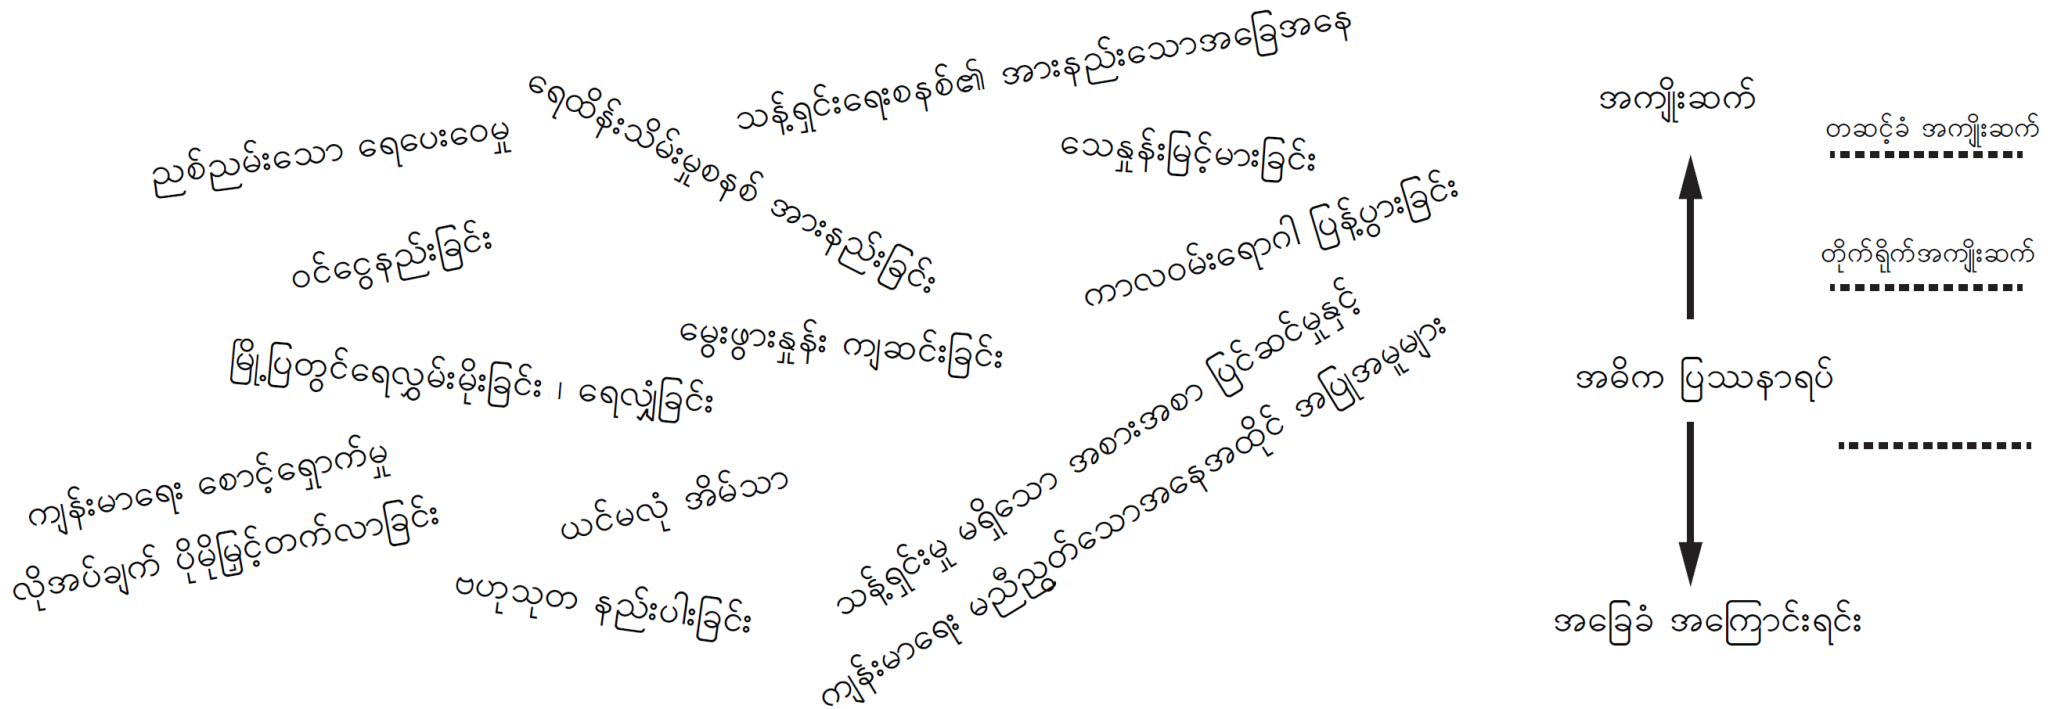 ညစ်ညမ်းသော ရေပေးဝေမှု
ရေထိန်းသိမ်းမှုစနစ် အားနည်းခြင်း
သန့်ရှင်းရေးစနစ်၏ အားနည်းသောအခြေအနေ
သေနှုန်းမြင့်မားခြင်း
ဝင်ငွေနည်းခြင်း
ကာလဝမ်းရောဂါ ပြန့်ပွားခြင်း
မြို့ပြတွင်ရေလွှမ်းမိုးခြင်း ၊ ရေလျှံခြင်း
မွေးဖွားနှုန်း ကျဆင်းခြင်း
ကျန်းမာရေး စောင့်ရှောက်မှု
လိုအပ်ချက် ပိုမိုမြှင့်တက်လာခြင်း
ယင်မလုံ အိမ်သာ
ဗဟုသုတ နည်းပါးခြင်း
သန့်ရှင်းမှု မရှိသော အစားအစာ ပြင်ဆင်မှုနှင့်
ကျန်းမာရေး မညီညွတ်သောအနေအထိုင် အပြုအမူများ
အကျိုးဆက်
တဆင့်ခံ အကျိုးဆက်
တိုက်ရိုက်အကျိုးဆက်
အဓိက ပြဿနာရပ်
အခြေခံ အကြောင်းရင်း